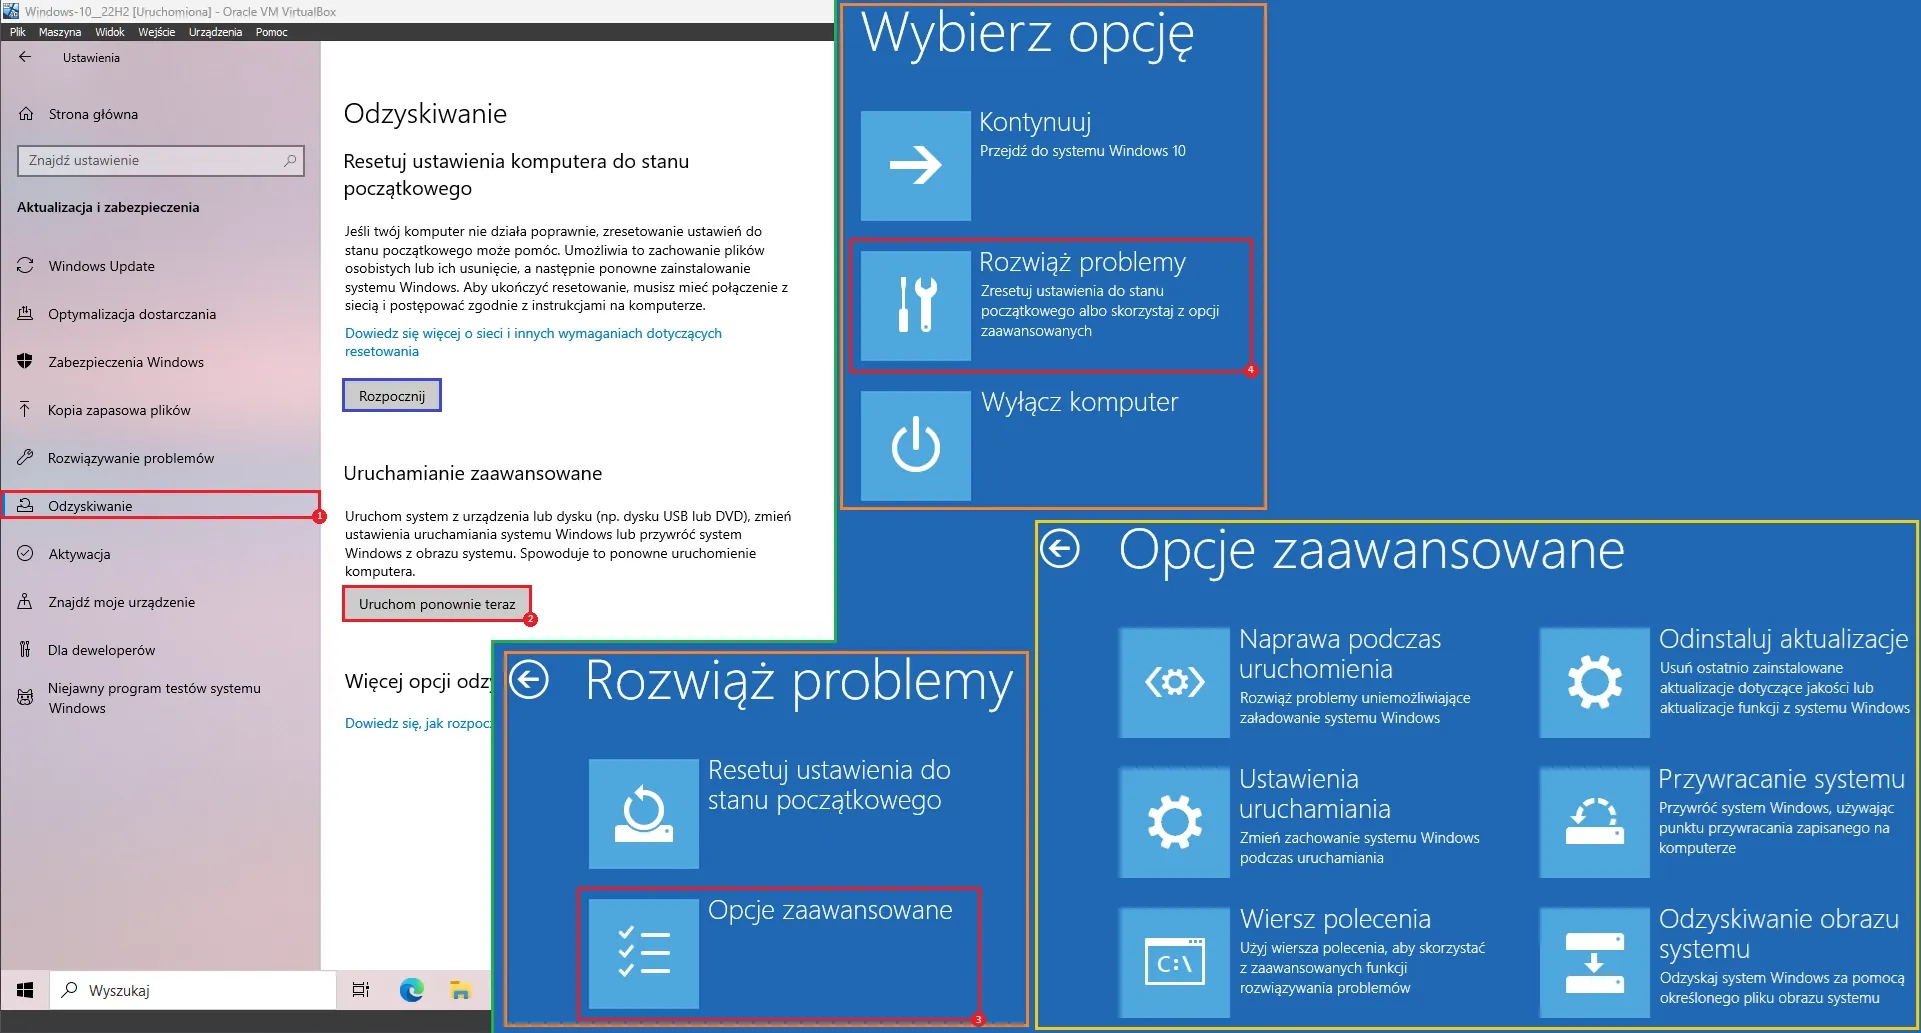 Windows-10__22H2 [Uruchomiona] - Oracle VM VirtualBox
Plik Maszyna Widok Wejście Urządzenia Pomoc
Ustawienia
Strona główna
Znajdź ustawienie
Aktualizacja i zabezpieczenia
Windows Update
Optymalizacja dostarczania
Zabezpieczenia Windows
Kopia zapasowa plików
Rozwiązywanie problemów
Odzyskiwanie
1
Aktywacja
Znajdź moje urządzenie
Dla deweloperów
Niejawny program testów systemu
Windows
Wyszukaj
Odzyskiwanie
Resetuj ustawienia komputera do stanu
początkowego
Jeśli twój komputer nie działa poprawnie, zresetowanie ustawień do
stanu początkowego może pomóc. Umożliwia to zachowanie plików
osobistych lub ich usunięcie, a następnie ponowne zainstalowanie
systemu Windows. Aby ukończyć resetowanie, musisz mieć połączenie z
siecią i postępować zgodnie z instrukcjami na komputerze.
Dowiedz się więcej o sieci i innych wymaganiach dotyczących
resetowania
Rozpocznij
Uruchamianie zaawansowane
Uruchom system z urządzenia lub dysku (np. dysku USB lub DVD), zmień
ustawienia uruchamiania systemu Windows lub przywróć system
Windows z obrazu systemu. Spowoduje to ponowne uruchomienie
komputera.
Uruchom ponownie teraz
2
Więcej opcji odzy
Dowiedz się, jak rozpocz
Wybierz opcję
Kontynuuj
Przejdź do systemu Windows 10
Rozwiąż problemy
Zresetuj ustawienia do stanu
początkowego albo skorzystaj z opcji
zaawansowanych
4
Wyłącz komputer
Rozwiąż problemy
Resetuj ustawienia do
stanu początkowego
Opcje zaawansowane
3
Opcje zaawansowane
Naprawa podczas
uruchomienia
Rozwiąż problemy uniemożliwiające
załadowanie systemu Windows
Ustawienia
uruchamiania
Zmień zachowanie systemu Windows
podczas uruchamiania
Wiersz polecenia
Użyj wiersza polecenia, aby skorzystać
z zaawansowanych funkcji
rozwiązywania problemów
C:\
Odinstaluj aktualizacje
Usuń ostatnio zainstalowane
aktualizacje dotyczące jakości lub
aktualizacje funkcji z systemu Windows
Przywracanie systemu
Przywróć system Windows, używając
punktu przywracania zapisanego na
komputerze
Odzyskiwanie obrazu
systemu
Odzyskaj system Windows za pomocą
określonego pliku obrazu systemu